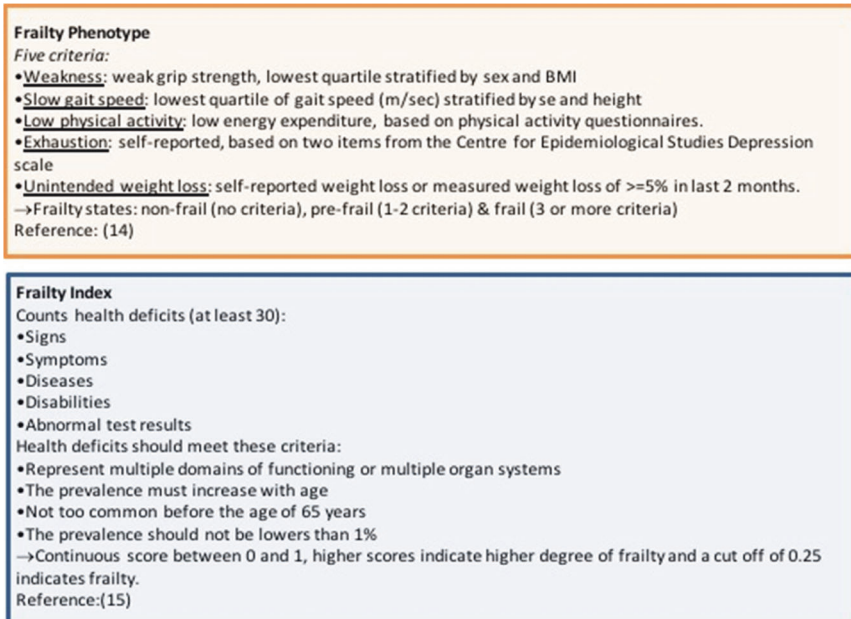 Frailty Phenotype
Five criteria:
•Weakness: weak grip strength, lowest quartile stratified by sex and BMI
•Slow gait speed: lowest quartile of gait speed (m/sec) stratified by se and height
•Low physical activity: low energy expenditure, based on physical activity questionnaires.
•Exhaustion: self-reported, based on two items from the Centre for Epidemiological Studies Depression
scale
•Unintended weight loss: self-reported weight loss or measured weight loss of >=5% in last 2 months.
→Frailty states: non-frail (no criteria), pre-frail (1-2 criteria) & frail (3 or more criteria)
Reference: (14)
Frailty Index
Counts health deficits (at least 30):
•Signs
•Symptoms
•Diseases
•Disabilities
•Abnormal test results
Health deficits should meet these criteria:
•Represent multiple domains of functioning or multiple organ systems
•The prevalence must increase with age
•Not too common before the age of 65 years
•The prevalence should not be lowers than 1%
→Continuous score between 0 and 1, higher scores indicate higher degree of frailty and a cut off of 0.25
indicates frailty.
Reference:(15)